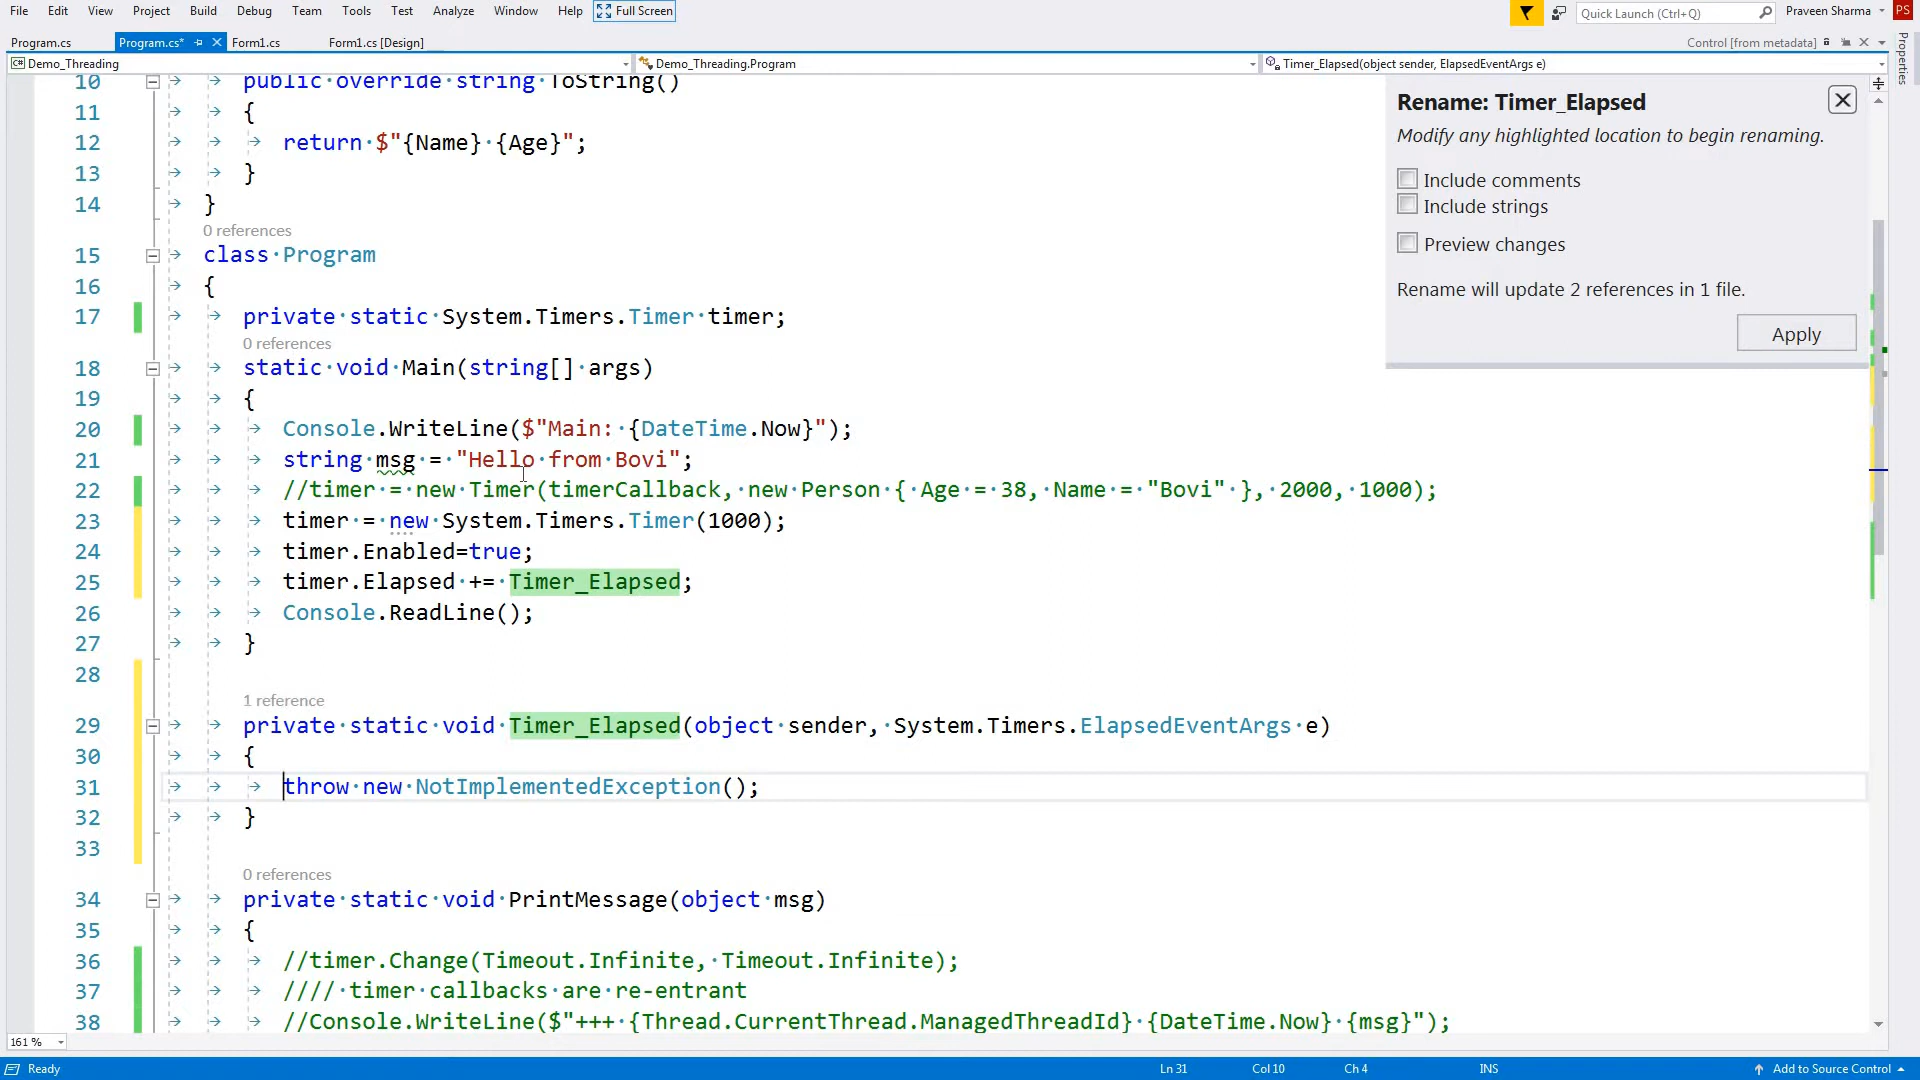 File Edit View Project Build Debug Team Tools Test Analyze Window Help Full Screen Quick Launch (Ctrl+Q) Praveen Sharma PS
Program.cs Program.cs* Form1.cs Form1.cs [Design] Control [from metadata]
Demo_Threading Demo_Threading.Program Timer_Elapsed(object sender, ElapsedEventArgs e)
Properties
10 public override string ToString()
11 {
12 return $"{Name} {Age}";
13 }
14 }
0 references
15 class Program
16 {
17 private static System.Timers.Timer timer;
0 references
18 static void Main(string[] args)
19 {
20 Console.WriteLine($"Main: {DateTime.Now}");
21 string msg = "Hello from Bovi";
22 //timer = new Timer(timerCallback, new Person { Age = 38, Name = "Bovi" }, 2000, 1000);
23 timer = new System.Timers.Timer(1000);
24 timer.Enabled=true;
25 timer.Elapsed += Timer_Elapsed;
26 Console.ReadLine();
27 }
28
1 reference
29 private static void Timer_Elapsed(object sender, System.Timers.ElapsedEventArgs e)
30 {
31 throw new NotImplementedException();
32 }
33
0 references
34 private static void PrintMessage(object msg)
35 {
36 //timer.Change(Timeout.Infinite, Timeout.Infinite);
37 //// timer callbacks are re-entrant
38 //Console.WriteLine($"+++ {Thread.CurrentThread.ManagedThreadId} {DateTime.Now} {msg}");
Rename: Timer_Elapsed
Modify any highlighted location to begin renaming.
Include comments
Include strings
Preview changes
Rename will update 2 references in 1 file.
Apply
161 %
Ready Ln 31 Col 10 Ch 4 INS Add to Source Control